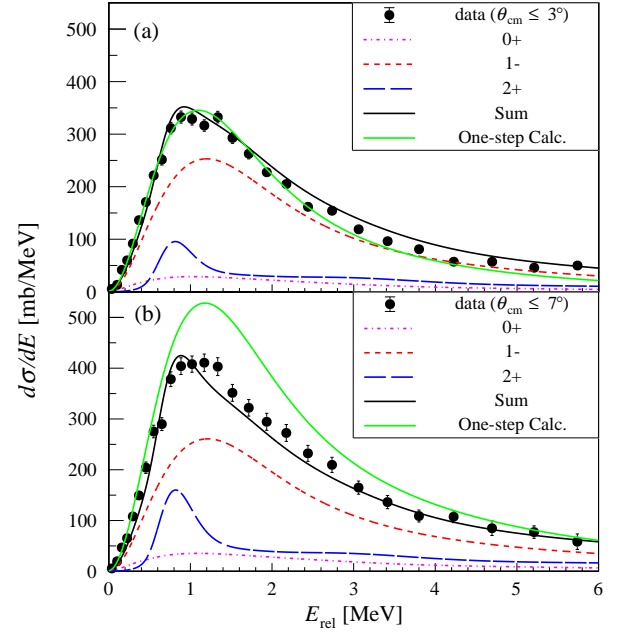 (a)
data (θcm ≤ 3°)
0+
1-
2+
Sum
One-step Calc.
500
400
300
200
100
0
(b)
data (θcm ≤ 7°)
0+
1-
2+
Sum
One-step Calc.
500
400
300
200
100
0
dσ/dE [mb/MeV]
0 1 2 3 4 5 6
Erel [MeV]